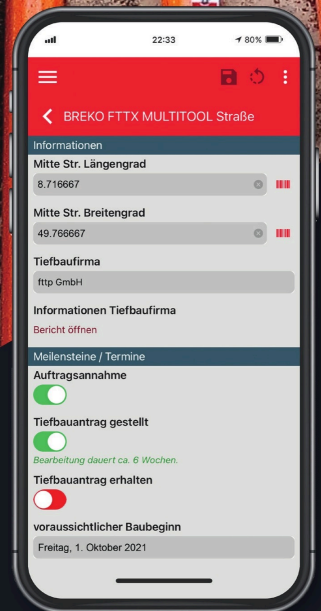 22:33
80%
BREKO FTTX MULTITOOL Straße
Informationen
Mitte Str. Längengrad
8.716667
Mitte Str. Breitengrad
49.766667
Tiefbaufirma
fttp GmbH
Informationen Tiefbaufirma
Bericht öffnen
Meilensteine / Termine
Auftragsannahme
Tiefbauantrag gestellt
Bearbeitung dauert ca. 6 Wochen.
Tiefbauantrag erhalten
voraussichtlicher Baubeginn
Freitag, 1. Oktober 2021